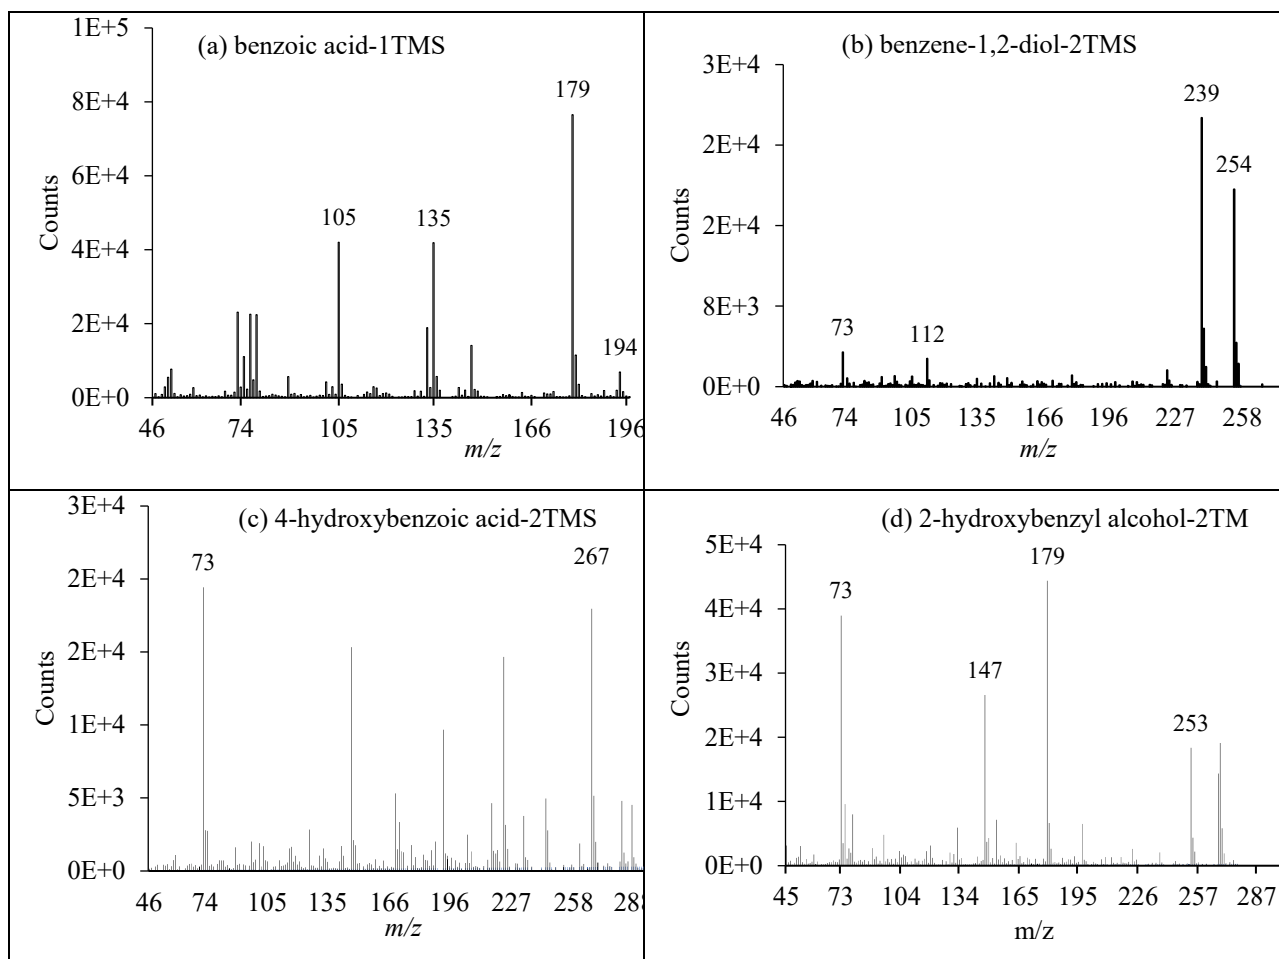 (a) benzoic acid-1TMS
1E+5
8E+4
6E+4
4E+4
2E+4
0E+0
Counts
179
105
135
194
46 74 105 135 166 196
m/z
(b) benzene-1,2-diol-2TMS
3E+4
2E+4
2E+4
8E+3
0E+0
Counts
239
254
73
112
46 74 105 135 166 196 227 258
m/z
(c) 4-hydroxybenzoic acid-2TMS
3E+4
2E+4
2E+4
1E+4
5E+3
0E+0
Counts
73
267
46 74 105 135 166 196 227 258
m/z
(d) 2-hydroxybenzyl alcohol-2TM
5E+4
4E+4
3E+4
2E+4
1E+4
0E+0
Counts
179
73
147
253
45 73 104 134 165 195 226 257 287
m/z